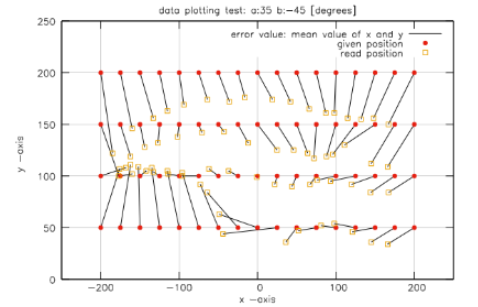 data plotting test: a:35 b:-45 [degrees]
error value: mean value of x and y
given position
read position
250
200
150
100
50
0
y -axis
-200
-100
0
100
200
x -axis